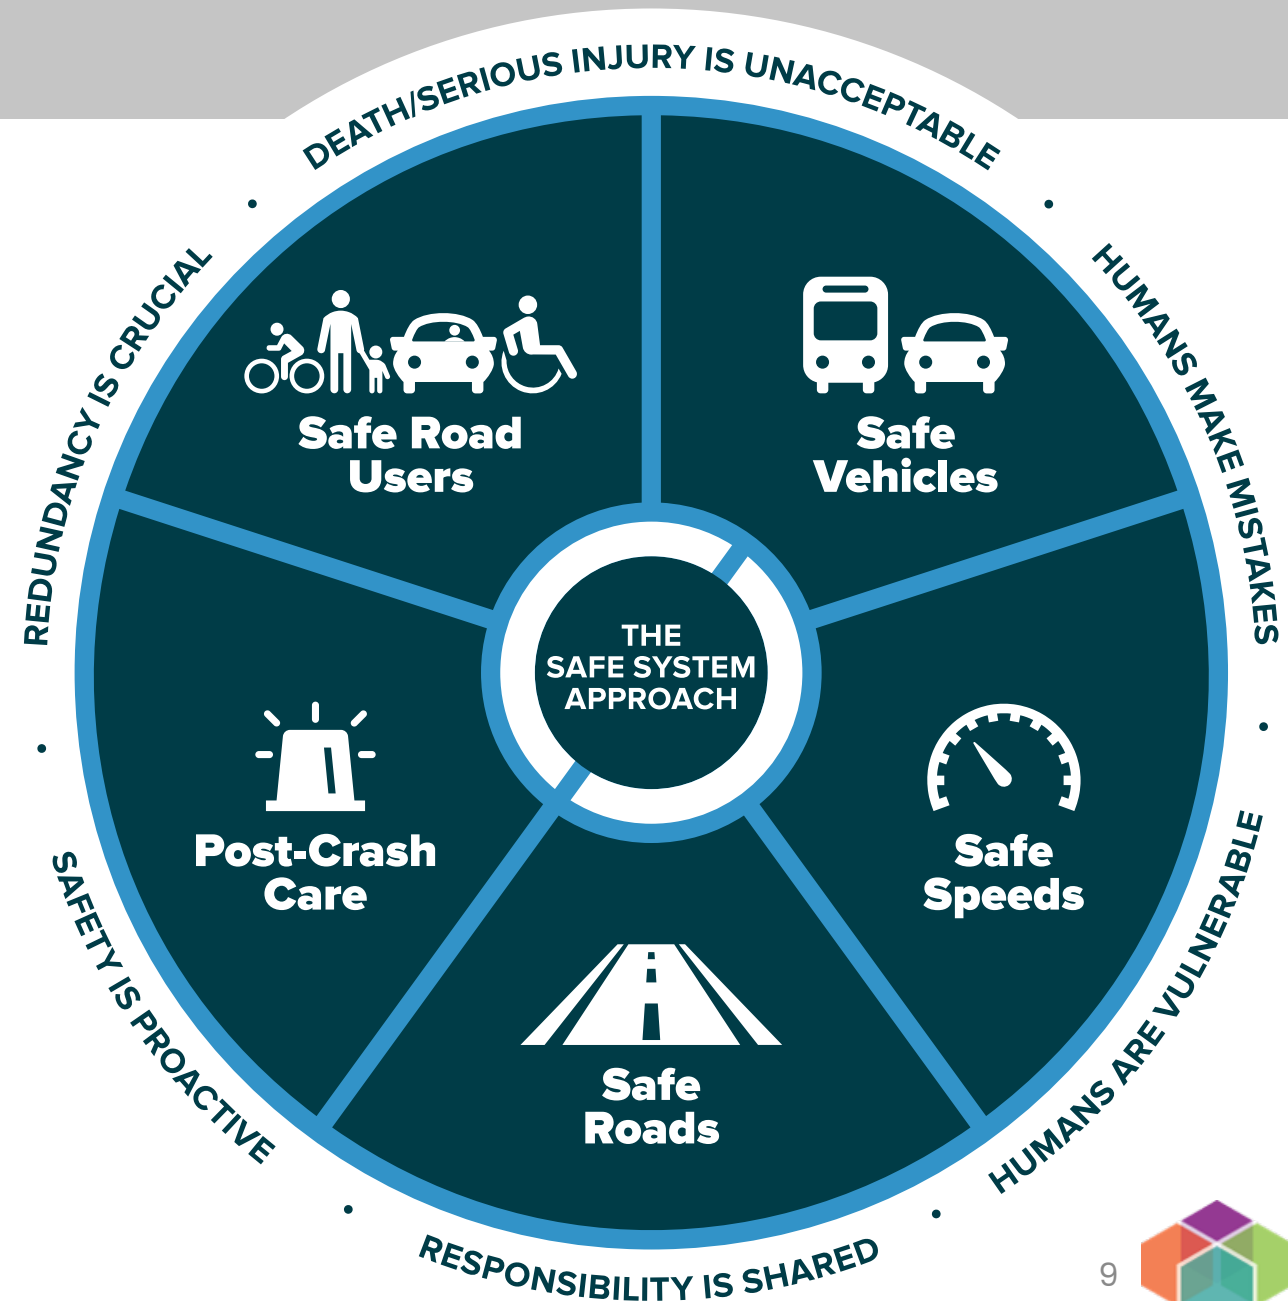 DEATH/SERIOUS INJURY IS UNACCEPTABLE
HUMANS MAKE MISTAKES
HUMANS ARE VULNERABLE
RESPONSIBILITY IS SHARED
SAFETY IS PROACTIVE
REDUNDANCY IS CRUCIAL
Safe Road
Users
Safe
Vehicles
THE
SAFE SYSTEM
APPROACH
Post-Crash
Care
Safe
Speeds
Safe
Roads
9